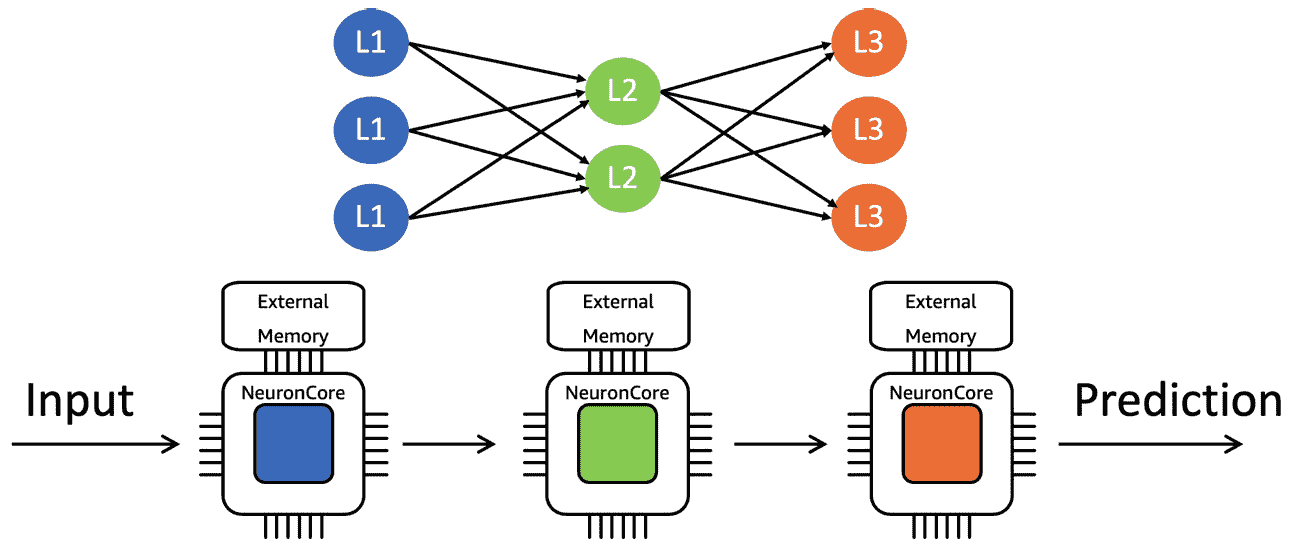 L1
L1
L1
L2
L2
L3
L3
L3
Input
External
Memory
NeuronCore
External
Memory
NeuronCore
External
Memory
NeuronCore
Prediction